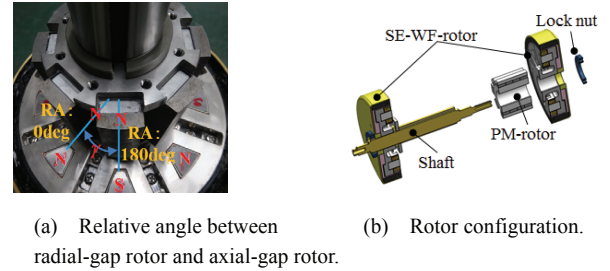 RA:
0deg
RA:
180deg
N
S
N
S
SE-WF-rotor
Lock nut
PM-rotor
Shaft
(a) Relative angle between
radial-gap rotor and axial-gap rotor.
(b) Rotor configuration.